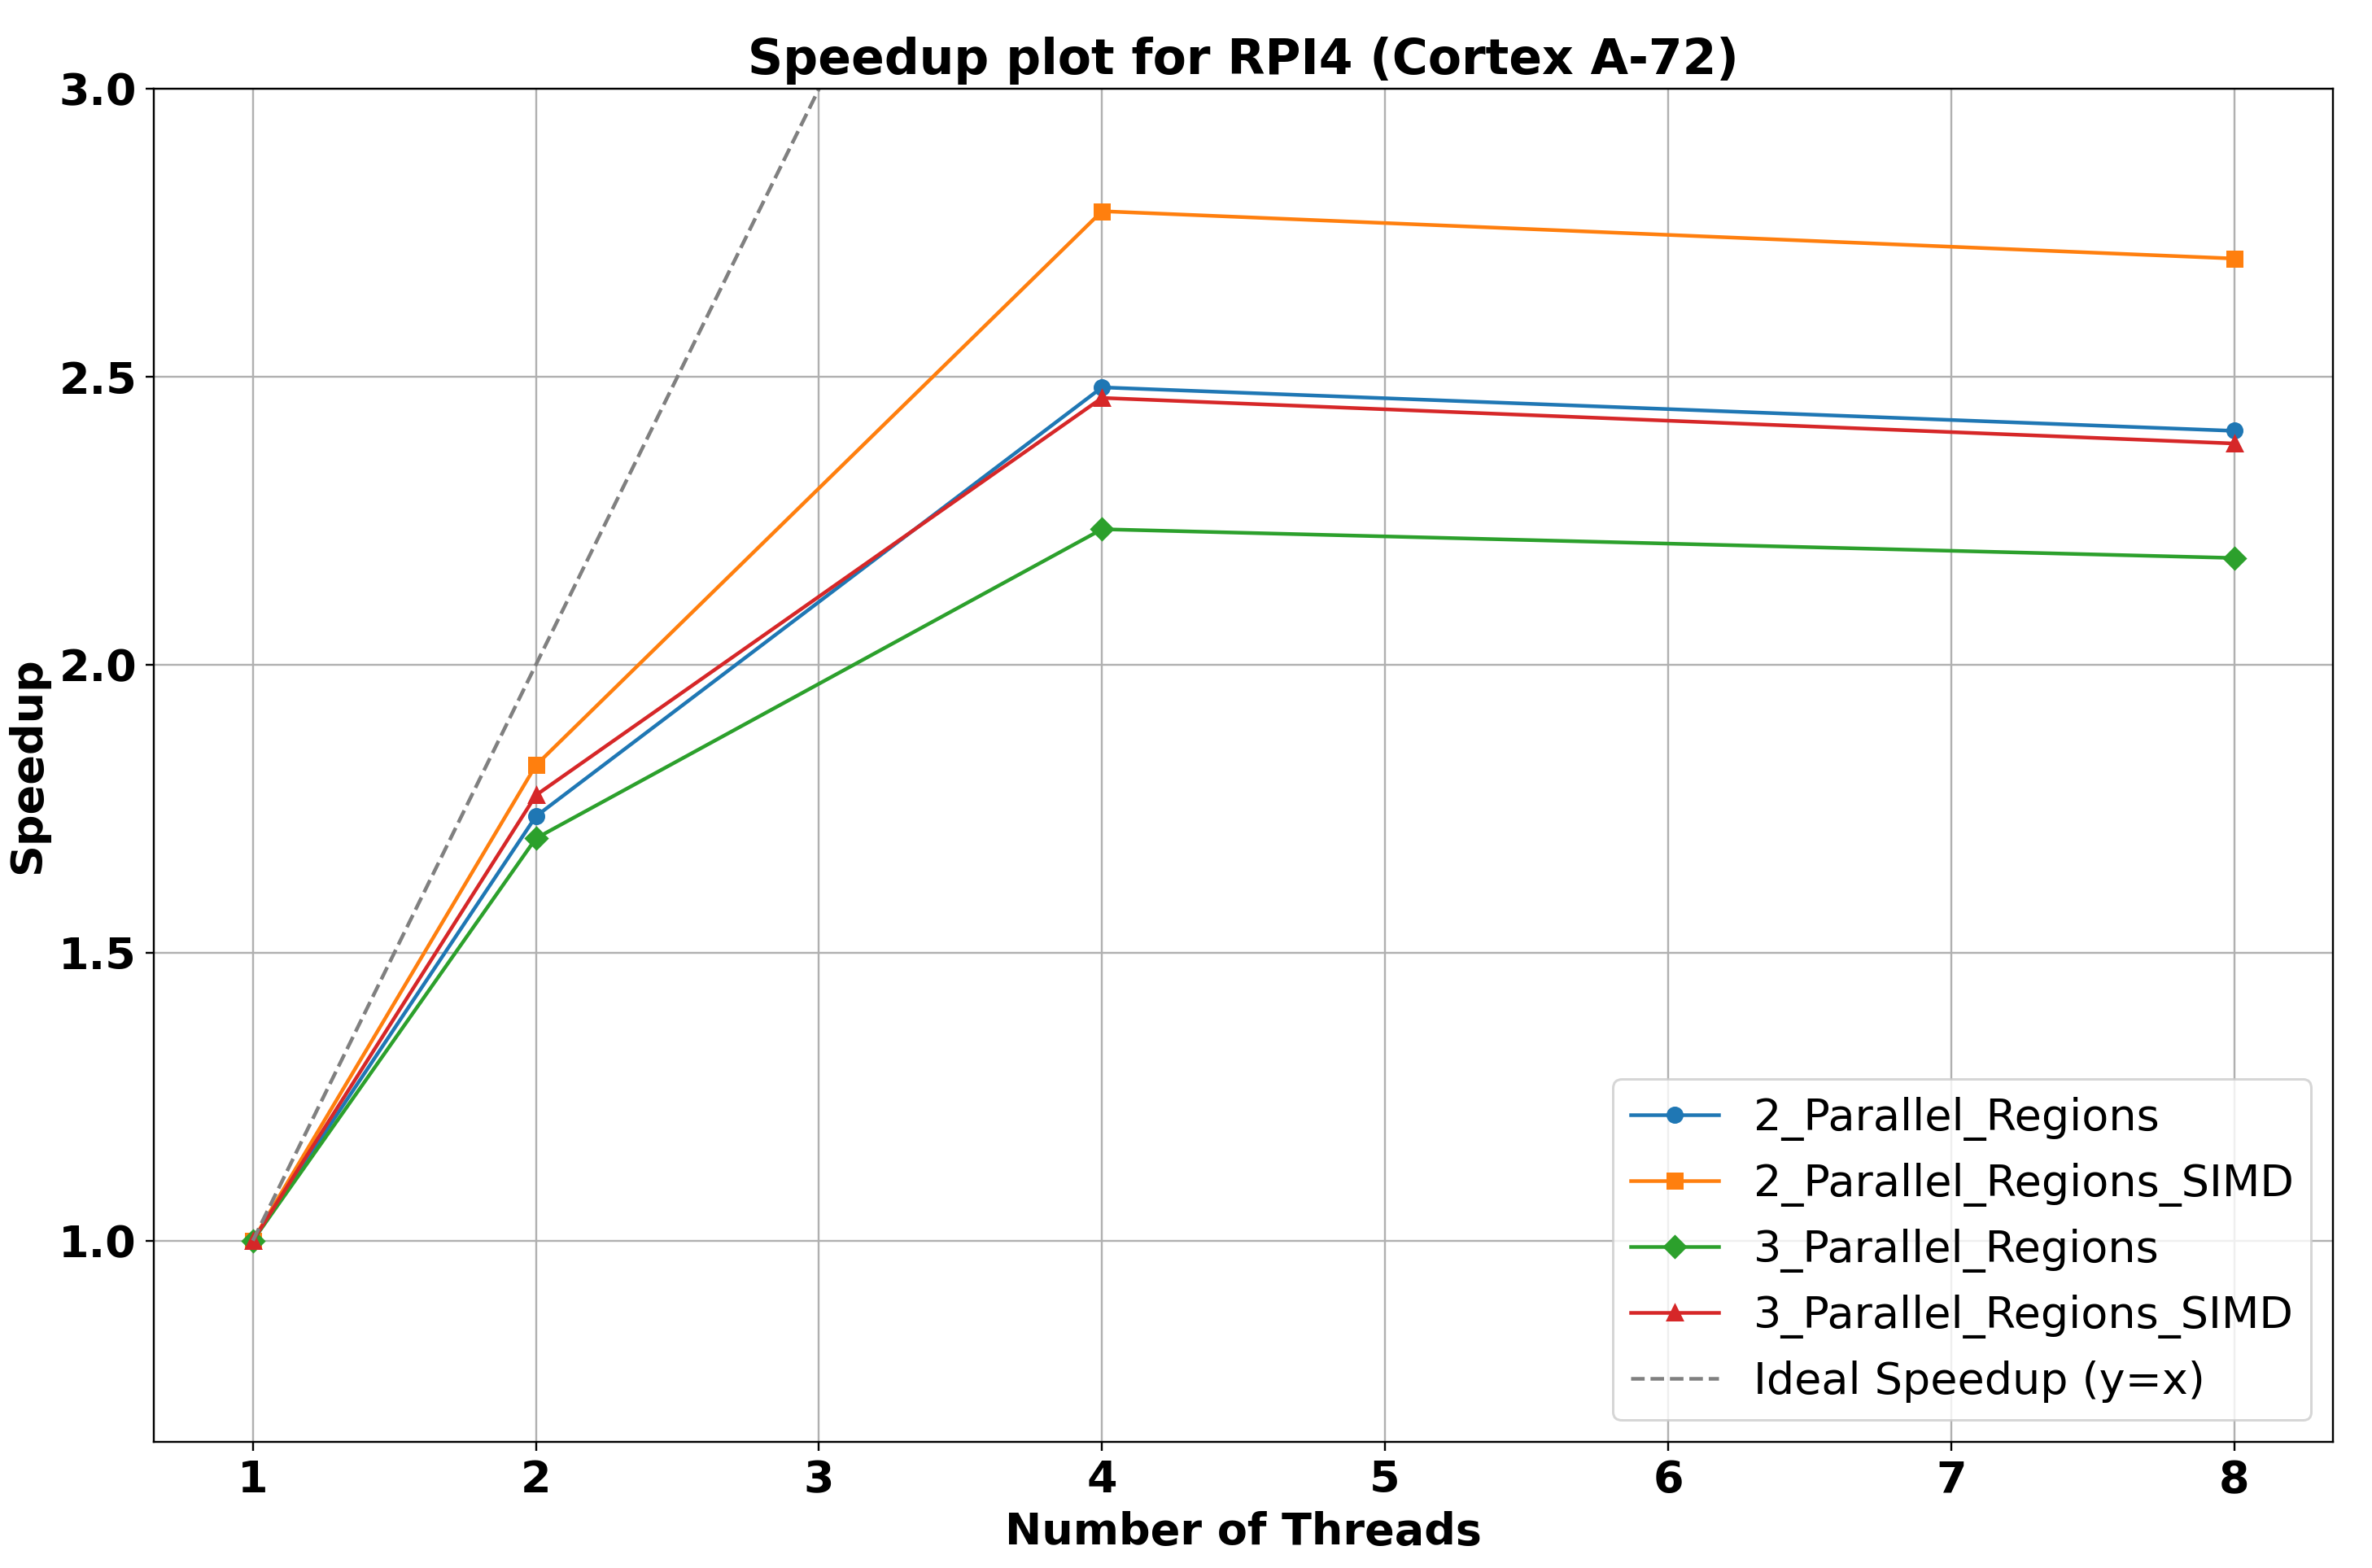 Speedup plot for RPI4 (Cortex A-72)
3.0
2.5
2.0
1.5
1.0
Speedup
1 2 3 4 5 6 7 8
Number of Threads
2_Parallel_Regions
2_Parallel_Regions_SIMD
3_Parallel_Regions
3_Parallel_Regions_SIMD
Ideal Speedup (y=x)